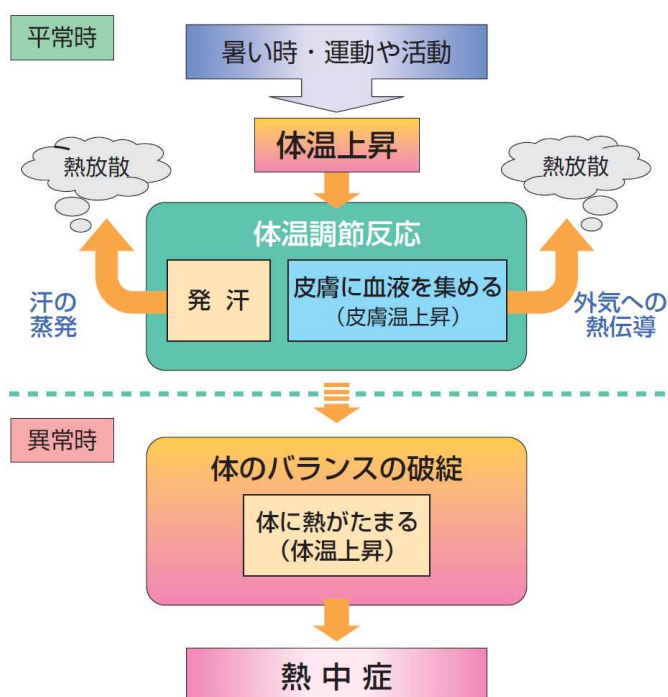 平常時
暑い時・運動や活動
体温上昇
熱放散
熱放散
体温調節反応
発汗
皮膚に血液を集める
（皮膚温上昇）
汗の
蒸発
外気への
熱伝導
異常時
体のバランスの破綻
体に熱がたまる
（体温上昇）
熱中症